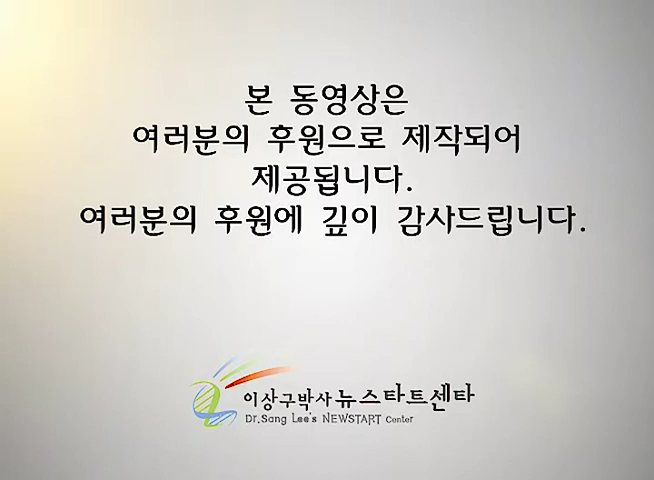 본 동영상은
여러분의 후원으로 제작되어
제공됩니다.
여러분의 후원에 깊이 감사드립니다.
이상구박사 뉴스타트센타
Dr.Sang Lee's NEWSTART Center